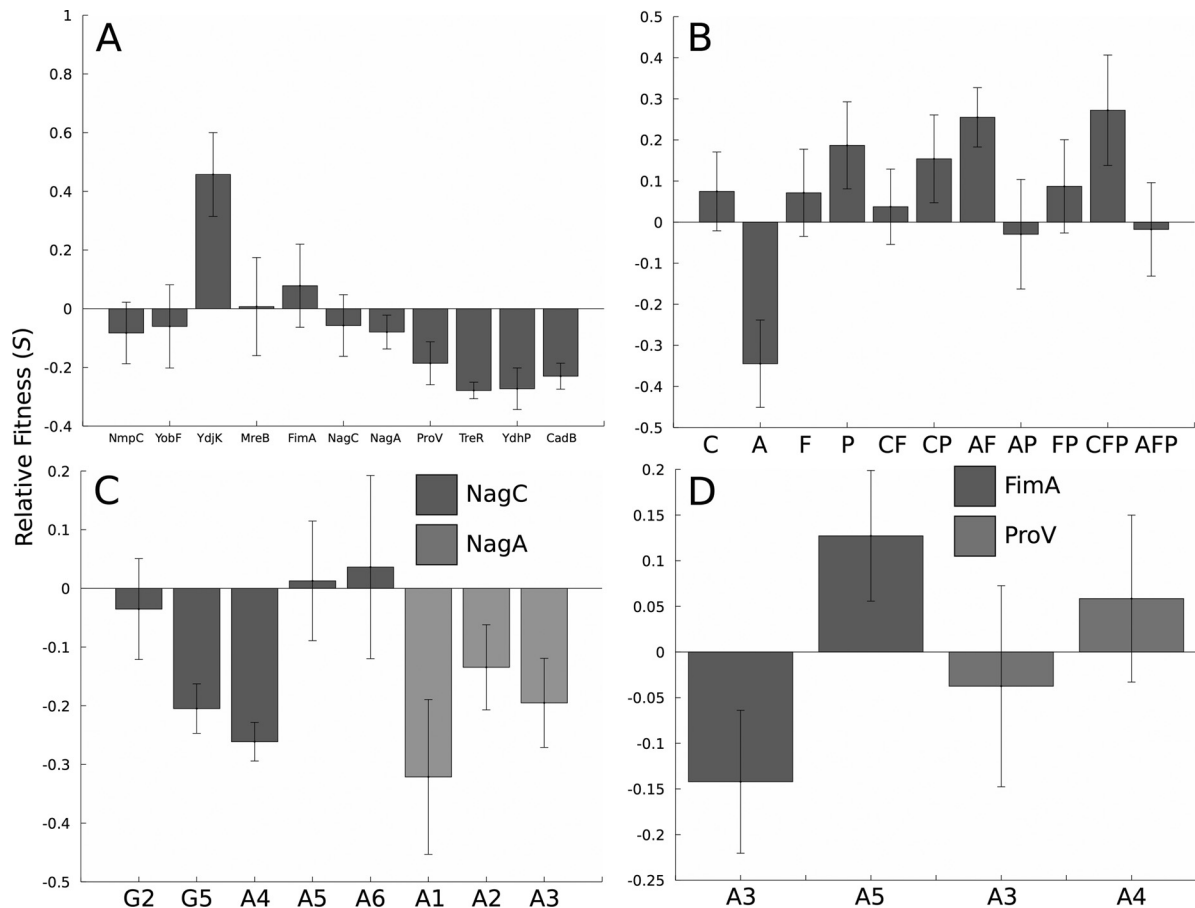 Relative Fitness (S)
A
1
0.8
0.6
0.4
0.2
0
-0.2
-0.4
NmpC YobF YdjK MreB FimA NagC NagA ProV TreR YdhP CadB
B
0.5
0.4
0.3
0.2
0.1
0
-0.1
-0.2
-0.3
-0.4
-0.5
C A F P CF CP AF AP FP CFP AFP
C
NagC
NagA
0.2
0.1
0
-0.1
-0.2
-0.3
-0.4
-0.5
G2 G5 A4 A5 A6 A1 A2 A3
D
FimA
ProV
0.2
0.15
0.1
0.05
0
-0.05
-0.1
-0.15
-0.2
-0.25
A3 A5 A3 A4